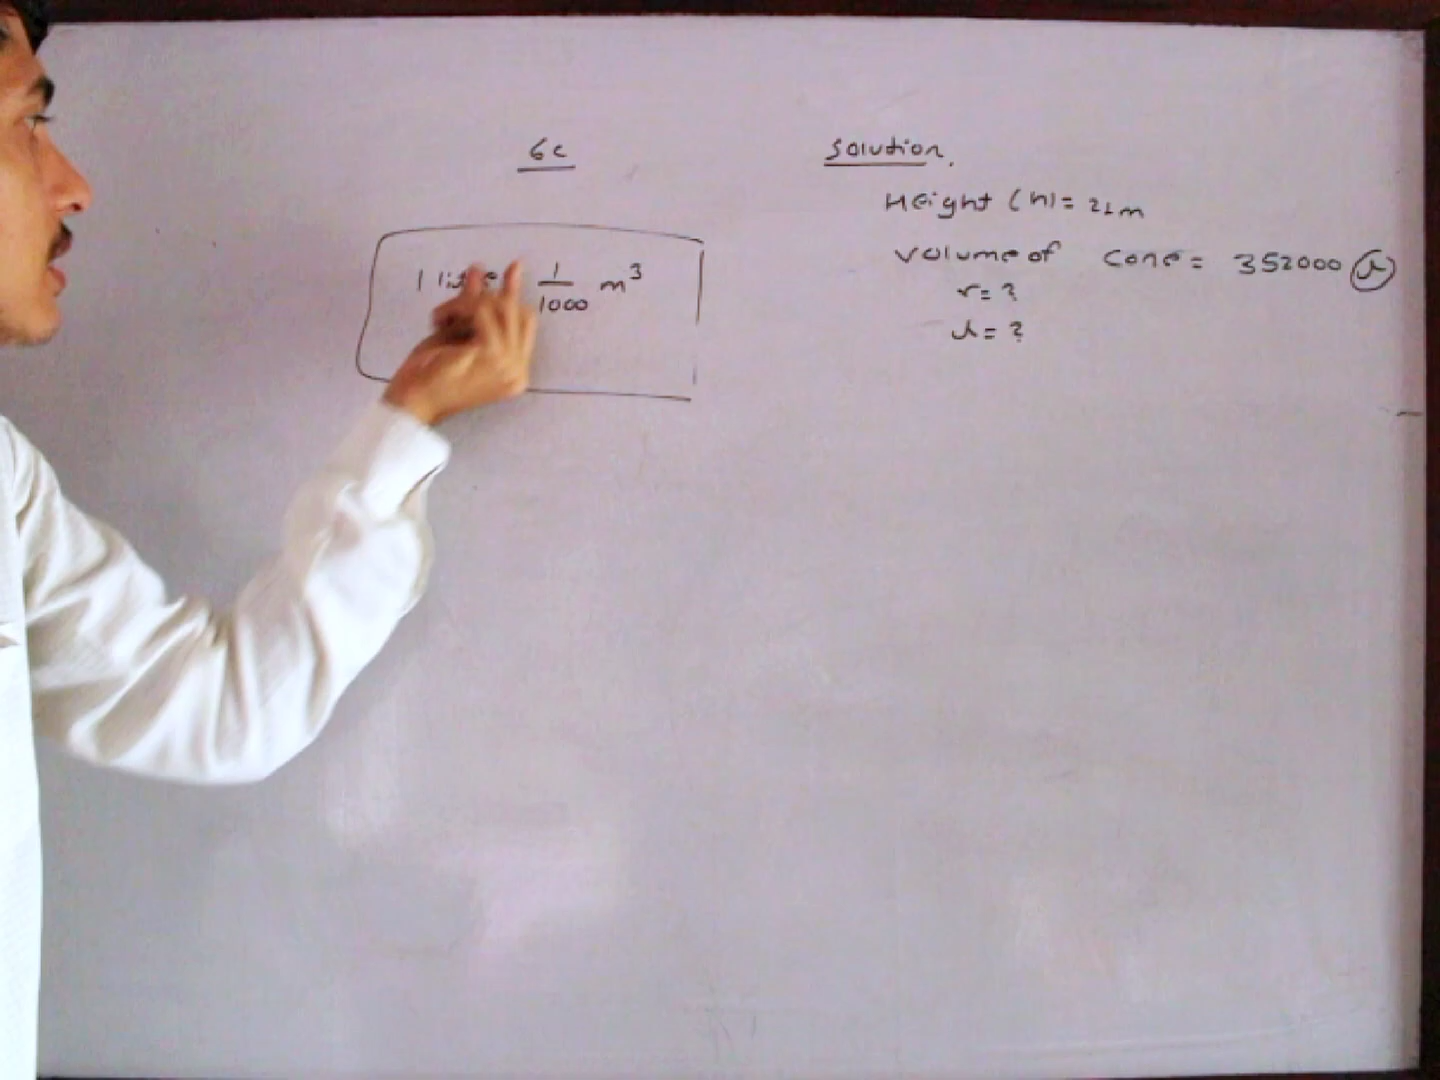 6c
1 1/1000 m³
Solution.
Height (h) = 21m
Volume of cone = 352000 l
r = ?
l = ?